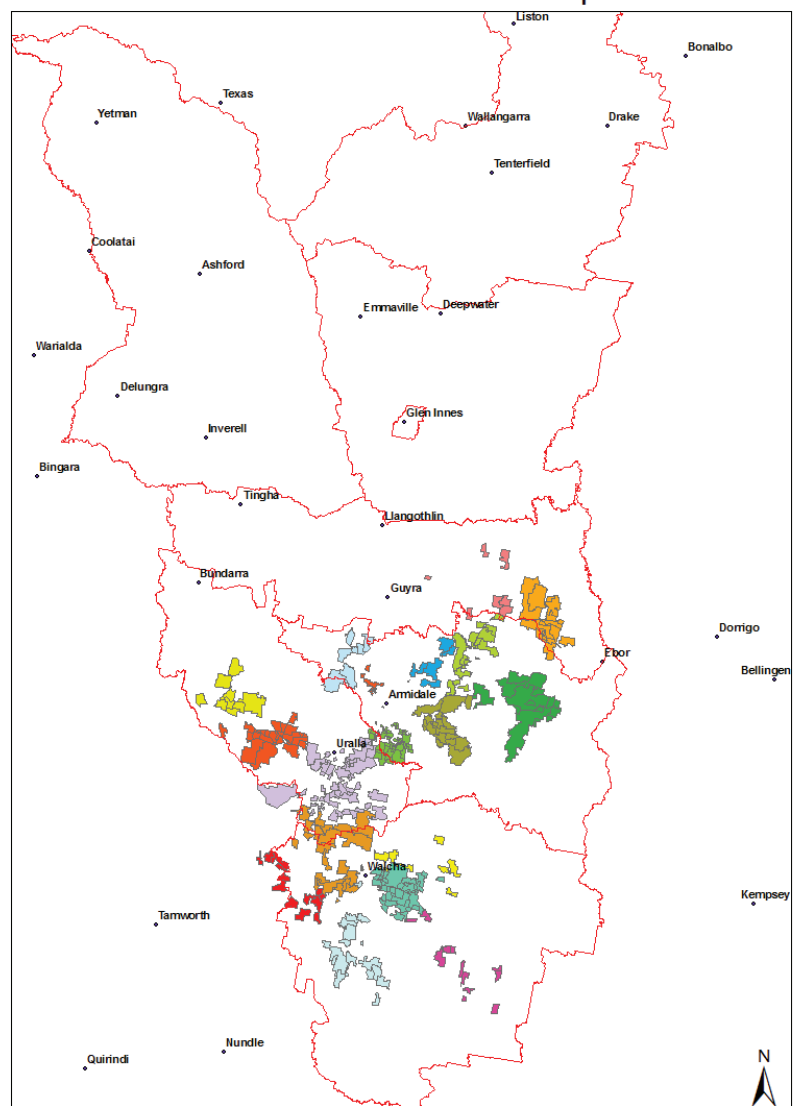 Liston
Bonalbo
Texas
Yetman
Wallangarra
Drake
Tenterfield
Coolatai
Ashford
Emmaville
Deepwater
Warialda
Delungra
Glen Innes
Inverell
Bingara
Tingha
Llangothlin
Bundarra
Guyra
Dorrigo
Ebor
Bellingen
Armidale
Uralla
Walcha
Kempsey
Tamworth
Nundle
Quirindi
N